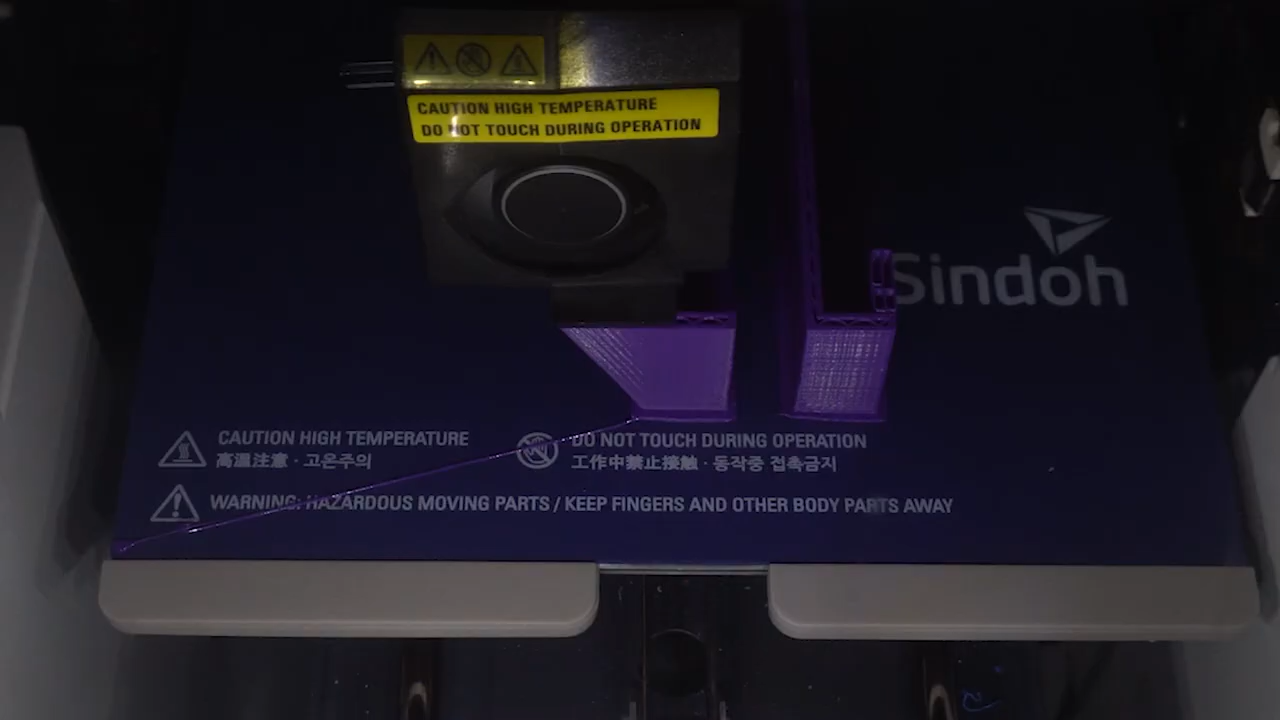 CAUTION HIGH TEMPERATURE
DO NOT TOUCH DURING OPERATION
Sindoh
CAUTION HIGH TEMPERATURE
高溫注意 · 고온주의
DO NOT TOUCH DURING OPERATION
工作中禁止接触 · 동작중 접촉금지
WARNING: HAZARDOUS MOVING PARTS / KEEP FINGERS AND OTHER BODY PARTS AWAY